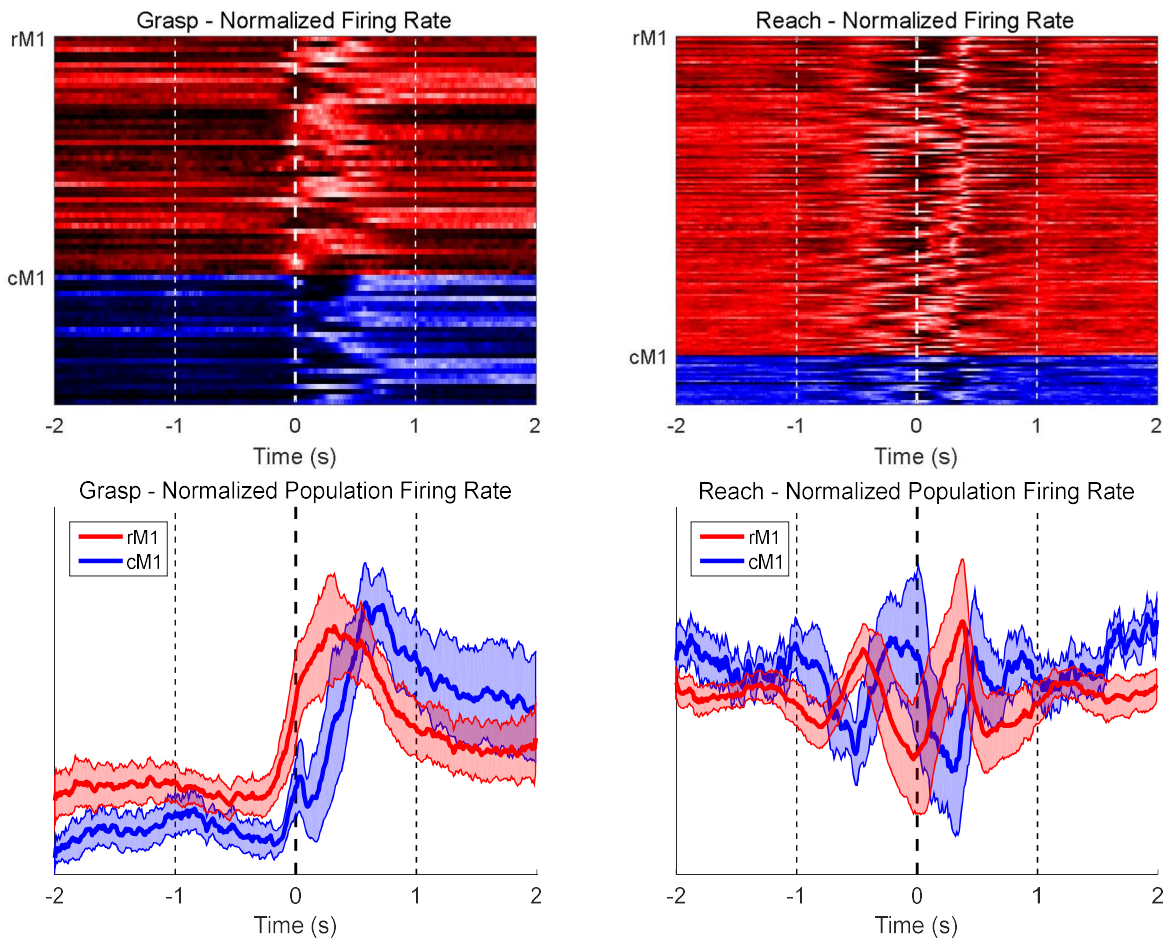 Grasp - Normalized Firing Rate
rM1
cM1
-2 -1 0 1 2
Time (s)
Reach - Normalized Firing Rate
rM1
cM1
-2 -1 0 1 2
Time (s)
Grasp - Normalized Population Firing Rate
rM1
cM1
-2 -1 0 1 2
Time (s)
Reach - Normalized Population Firing Rate
rM1
cM1
-2 -1 0 1 2
Time (s)